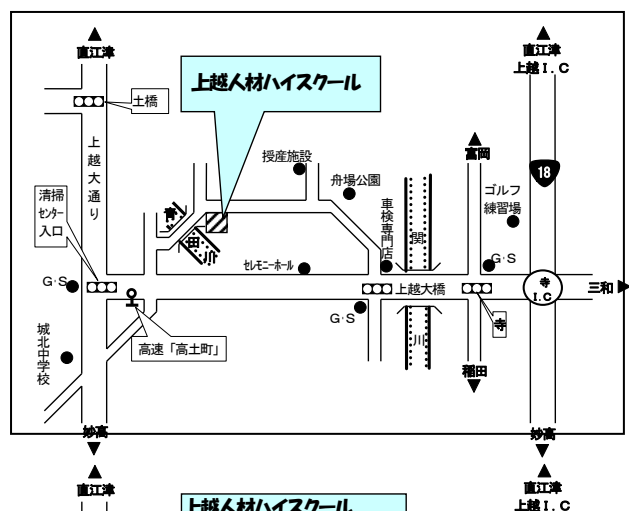 直江津
直江津
上越I.C
上越人材ハイスクール
土橋
上越大通り
授産施設
富岡
18
舟場公園
ゴルフ
練習場
清掃
センター
入口
車検専門店
関
G·S
セレモニーホール
G·S
上越大橋
寺
I.C
三和
G·S
寺
城北中学校
高速「高土町」
川
稲田
妙高
妙高
直江津
直江津
上越人材ハイスクール
上越I.C